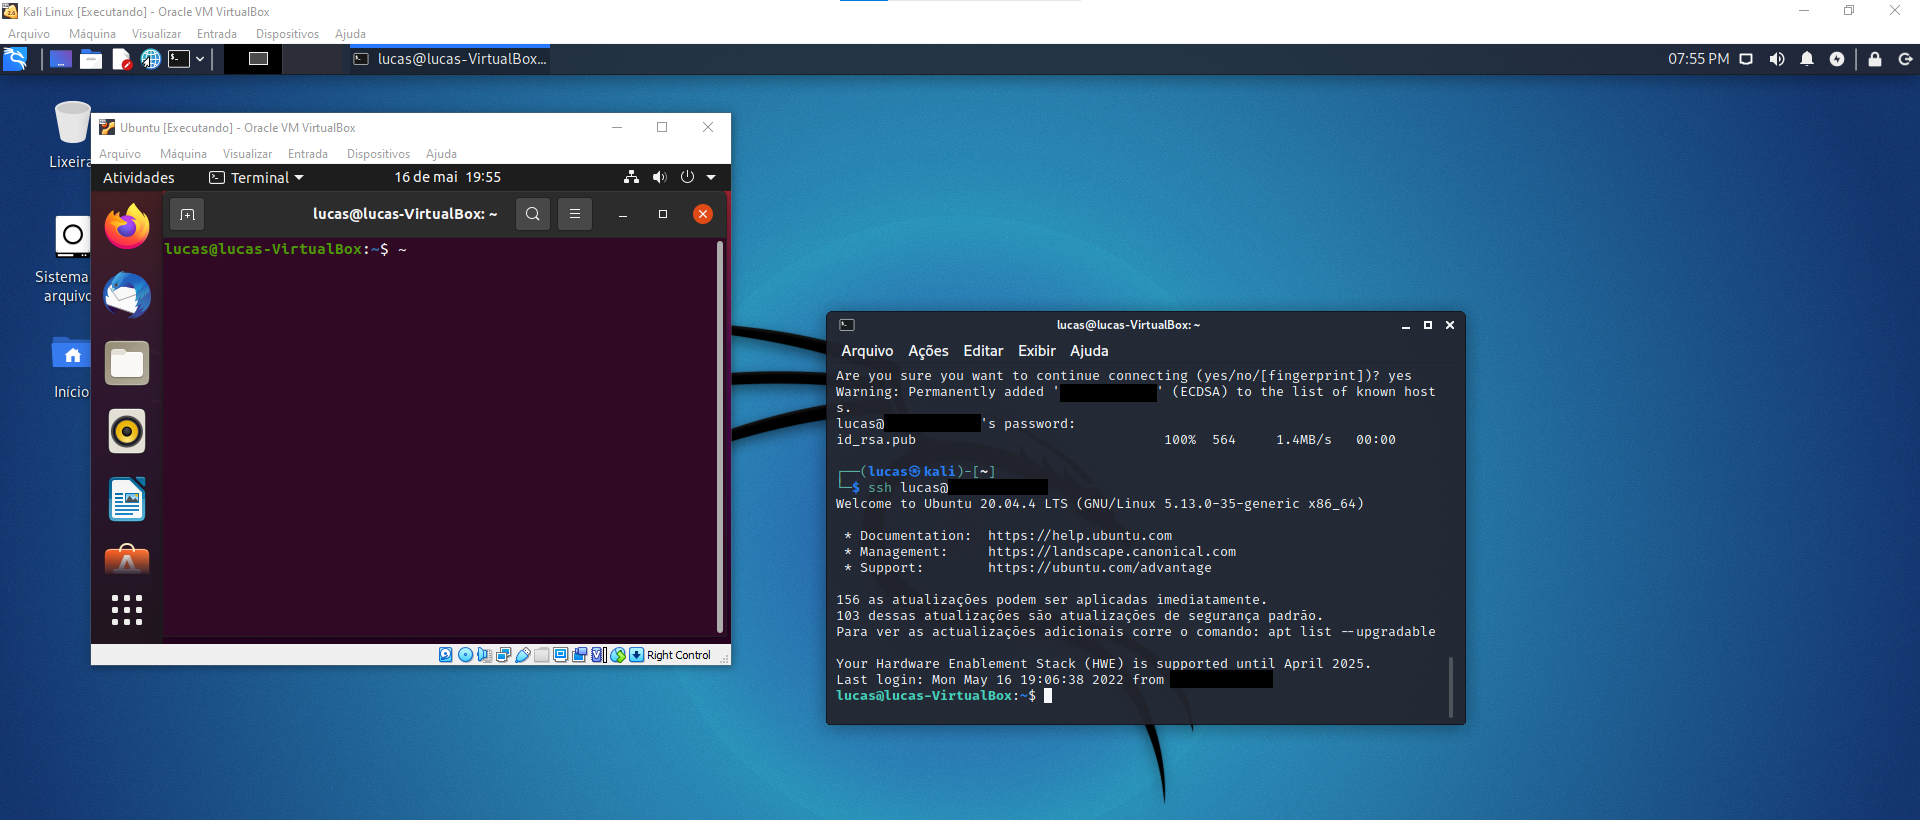 Kali Linux [Executando] - Oracle VM VirtualBox
Arquivo Máquina Visualizar Entrada Dispositivos Ajuda
lucas@lucas-VirtualBox...
07:55 PM
Lixeira
Sistema
arquivo
Início
Ubuntu [Executando] - Oracle VM VirtualBox
Arquivo Máquina Visualizar Entrada Dispositivos Ajuda
Atividades Terminal 16 de mai 19:55
lucas@lucas-VirtualBox: ~
lucas@lucas-VirtualBox:~$ ~
Right Control
lucas@lucas-VirtualBox: ~
Arquivo Ações Editar Exibir Ajuda
Are you sure you want to continue connecting (yes/no/[fingerprint])? yes
Warning: Permanently added ' ' (ECDSA) to the list of known host
s.
lucas@ 's password:
id_rsa.pub 100% 564 1.4MB/s 00:00
┌──(lucas㉿kali)-[~]
└─$ ssh lucas@
Welcome to Ubuntu 20.04.4 LTS (GNU/Linux 5.13.0-35-generic x86_64)
* Documentation: https://help.ubuntu.com
* Management: https://landscape.canonical.com
* Support: https://ubuntu.com/advantage
156 as atualizações podem ser aplicadas imediatamente.
103 dessas atualizações são atualizações de segurança padrão.
Para ver as actualizações adicionais corre o comando: apt list --upgradable
Your Hardware Enablement Stack (HWE) is supported until April 2025.
Last login: Mon May 16 19:06:38 2022 from
lucas@lucas-VirtualBox:~$